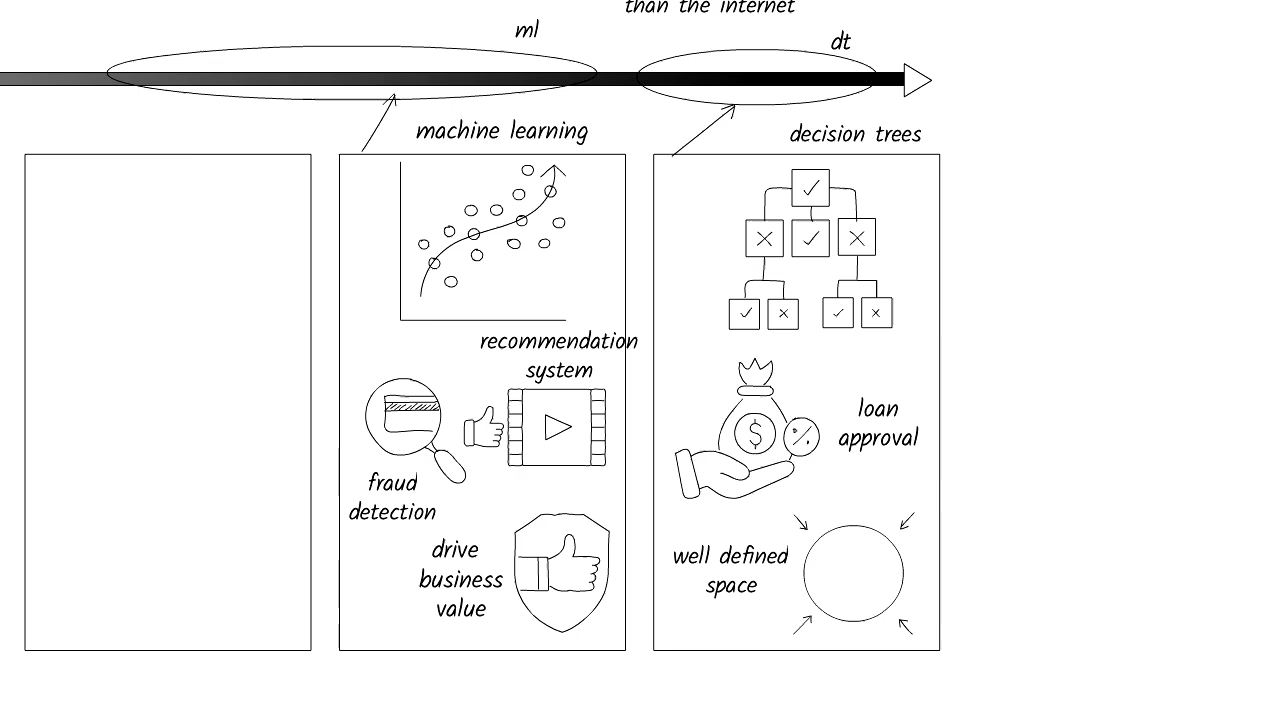 than the internet
ml
dt
machine learning
decision trees
recommendation
system
fraud
detection
drive
business
value
$
%
loan
approval
well defined
space